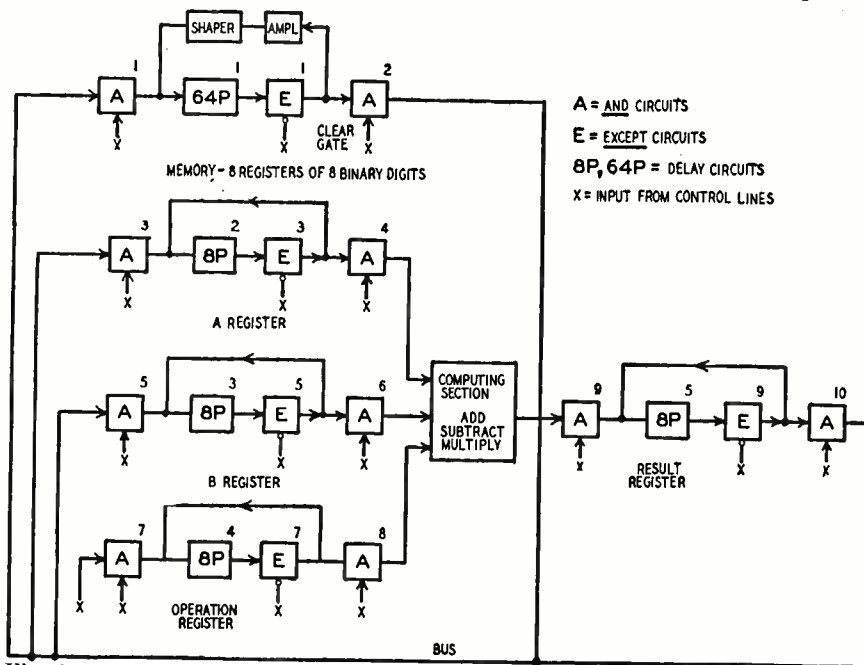 SHAPER
AMPL
1
1
1
2
A
64P
E
A
X
X
CLEAR
GATE
X
MEMORY - 8 REGISTERS OF 8 BINARY DIGITS
A = AND CIRCUITS
E = EXCEPT CIRCUITS
8P, 64P = DELAY CIRCUITS
X = INPUT FROM CONTROL LINES
3
2
3
4
A
8P
E
A
X
X
X
A REGISTER
5
3
5
6
A
8P
E
A
X
X
X
B REGISTER
COMPUTING
SECTION
ADD
SUBTRACT
MULTIPLY
9
5
9
10
A
8P
E
A
X
X
X
RESULT
REGISTER
7
4
7
8
A
8P
E
A
X
X
X
X
OPERATION
REGISTER
BUS